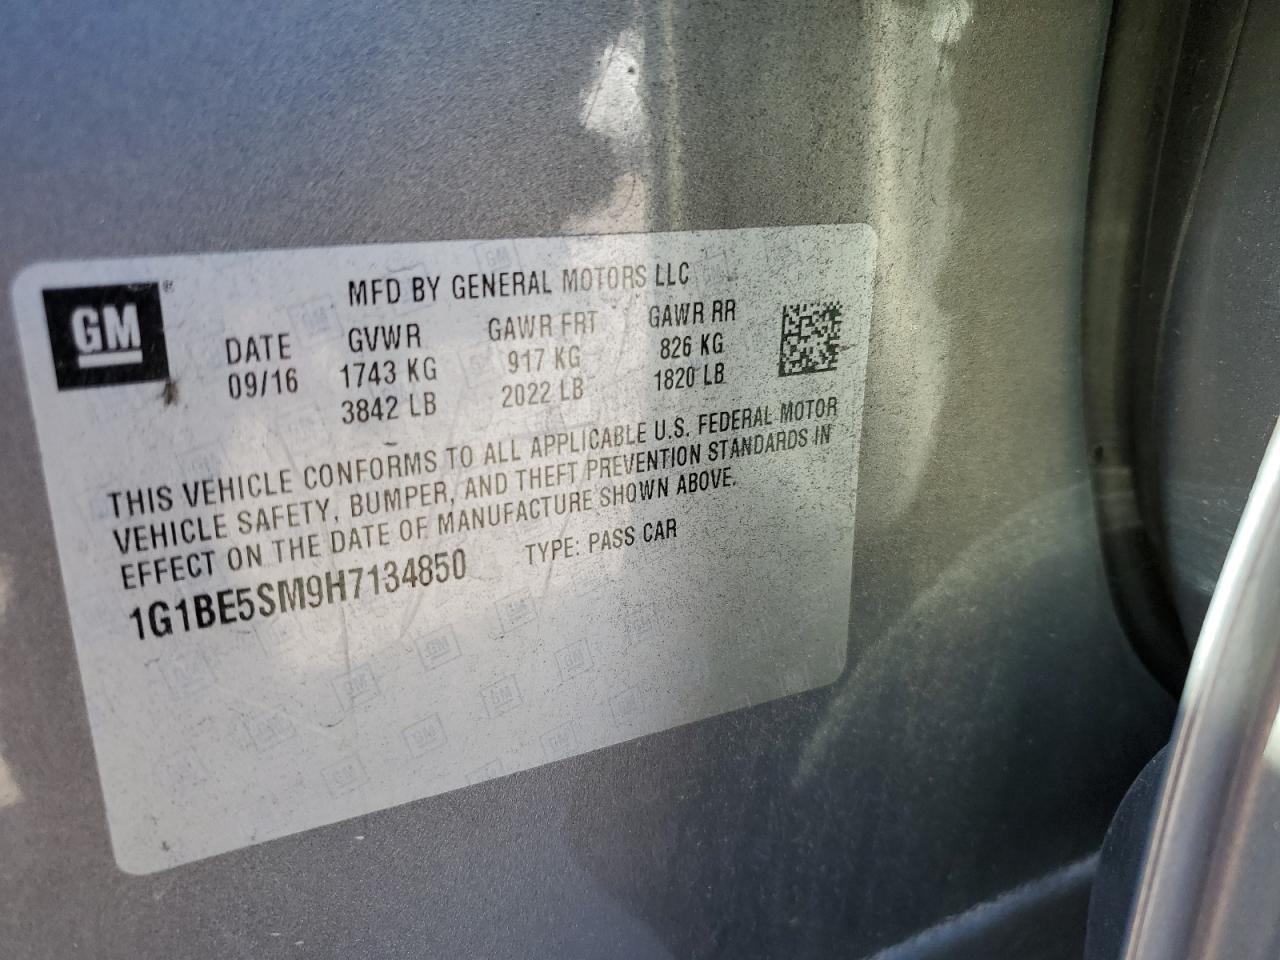 GM®
MFD BY GENERAL MOTORS LLC
DATE GVWR GAWR FRT GAWR RR
09/16 1743 KG 917 KG 826 KG
3842 LB 2022 LB 1820 LB
THIS VEHICLE CONFORMS TO ALL APPLICABLE U.S. FEDERAL MOTOR
VEHICLE SAFETY, BUMPER, AND THEFT PREVENTION STANDARDS IN
EFFECT ON THE DATE OF MANUFACTURE SHOWN ABOVE.
1G1BE5SM9H7134850 TYPE: PASS CAR